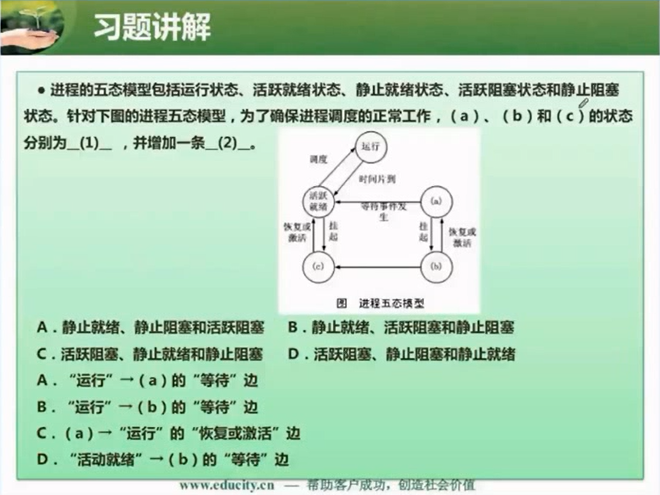 习题讲解
● 进程的五态模型包括运行状态、活跃就绪状态、静止就绪状态、活跃阻塞状态和静止阻塞
状态。针对下图的进程五态模型，为了确保进程调度的正常工作，（a）、（b）和（c）的状态
分别为__(1)__ ，并增加一条__(2)__。
运行
调度
时间片到
活跃
就绪
等待事件发
生
(a)
恢复或
激活
挂
起
挂
起
恢复或
激活
(c)
(b)
图 进程五态模型
A．静止就绪、静止阻塞和活跃阻塞 B．静止就绪、活跃阻塞和静止阻塞
C．活跃阻塞、静止就绪和静止阻塞 D．活跃阻塞、静止阻塞和静止就绪
A．“运行”→（a）的“等待”边
B．“运行”→（b）的“等待”边
C．（a）→“运行”的“恢复或激活”边
D．“活动就绪”→（b）的“等待”边
www.educity.cn — 帮助客户成功，创造社会价值